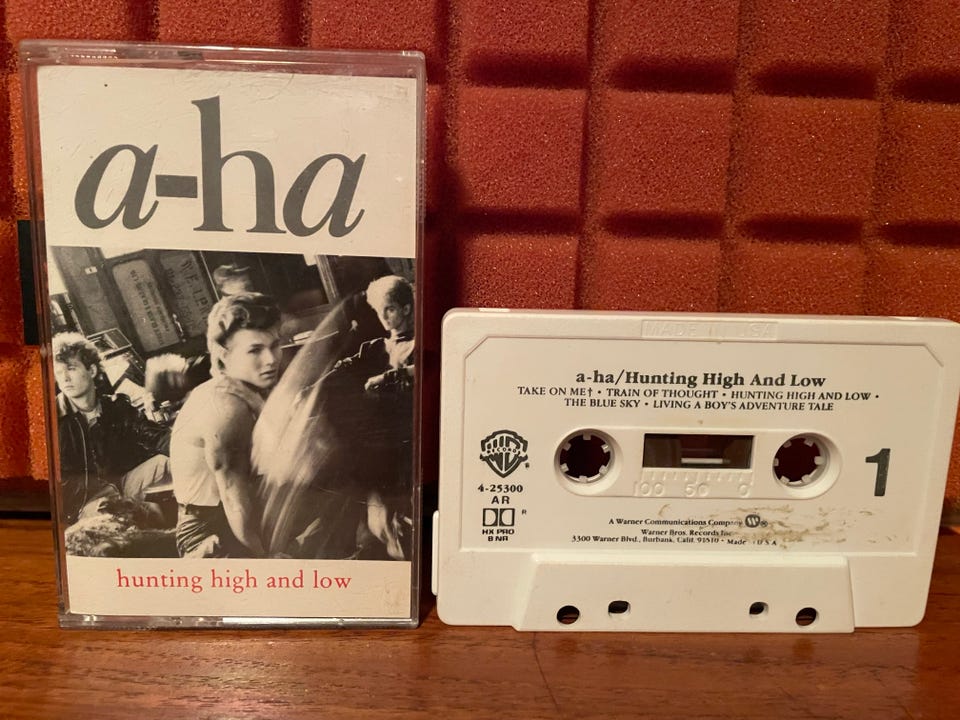 a-ha
hunting high and low
MADE IN USA
a-ha/Hunting High And Low
TAKE ON ME† • TRAIN OF THOUGHT • HUNTING HIGH AND LOW •
THE BLUE SKY • LIVING A BOY'S ADVENTURE TALE
4-25300
AR
HX PRO
B NR
1
100 50 0
A Warner Communications Company
Warner Bros. Records Inc.
3300 Warner Blvd., Burbank, Calif. 91510 • Made U S A